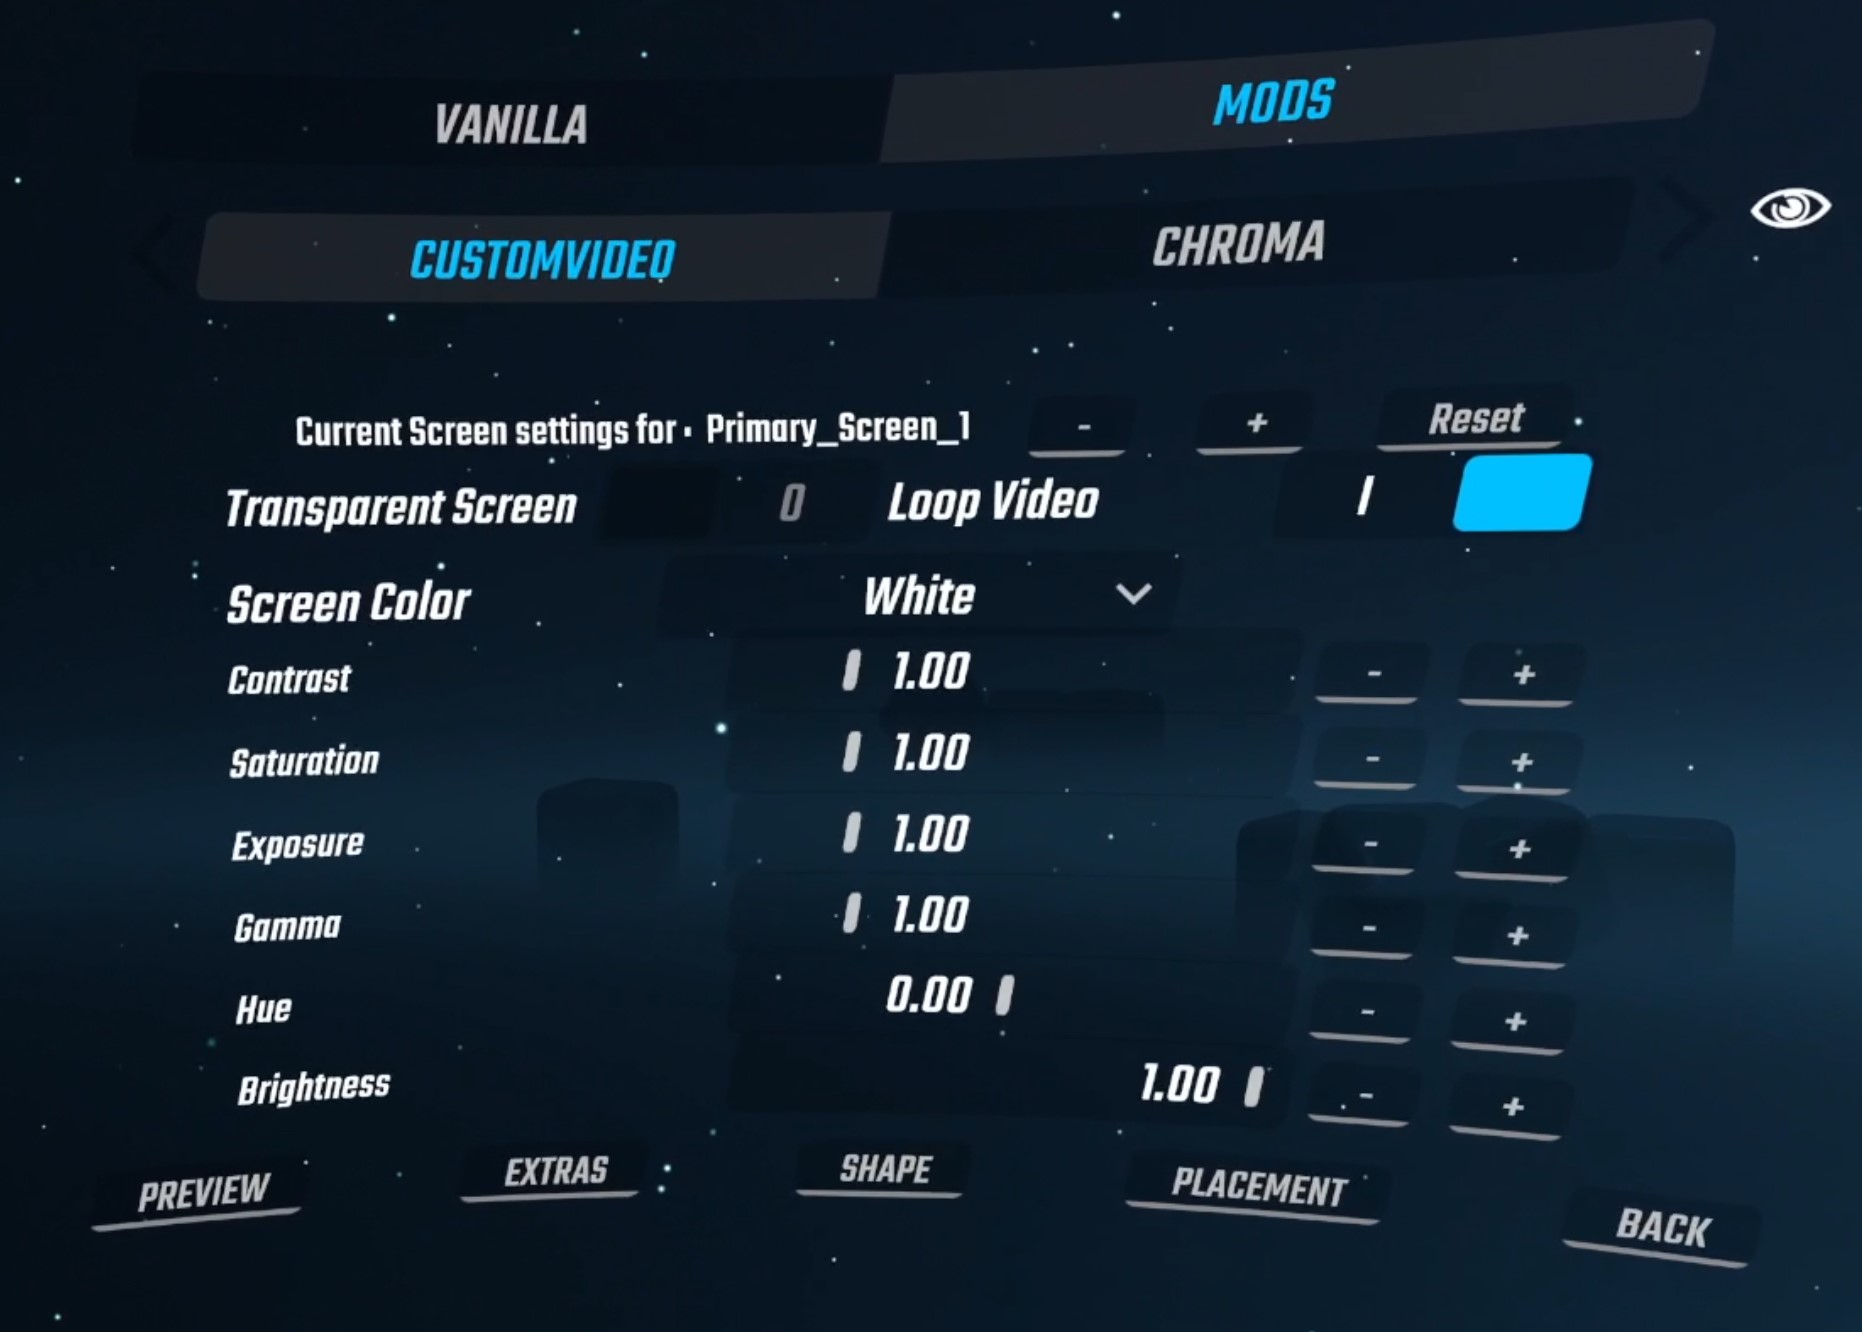 VANILLA MODS
CUSTOMVIDEO CHROMA
Current Screen settings for · Primary_Screen_1 - + Reset
Transparent Screen 0 Loop Video I
Screen Color White
Contrast 1.00 - +
Saturation 1.00 - +
Exposure 1.00 - +
Gamma 1.00 - +
Hue 0.00 - +
Brightness 1.00 - +
PREVIEW EXTRAS SHAPE PLACEMENT BACK